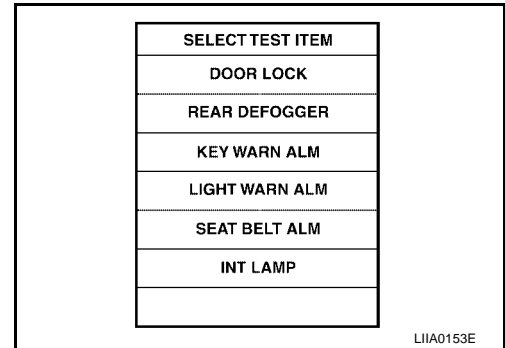 SELECT TEST ITEM
DOOR LOCK
REAR DEFOGGER
KEY WARN ALM
LIGHT WARN ALM
SEAT BELT ALM
INT LAMP
LIIA0153E